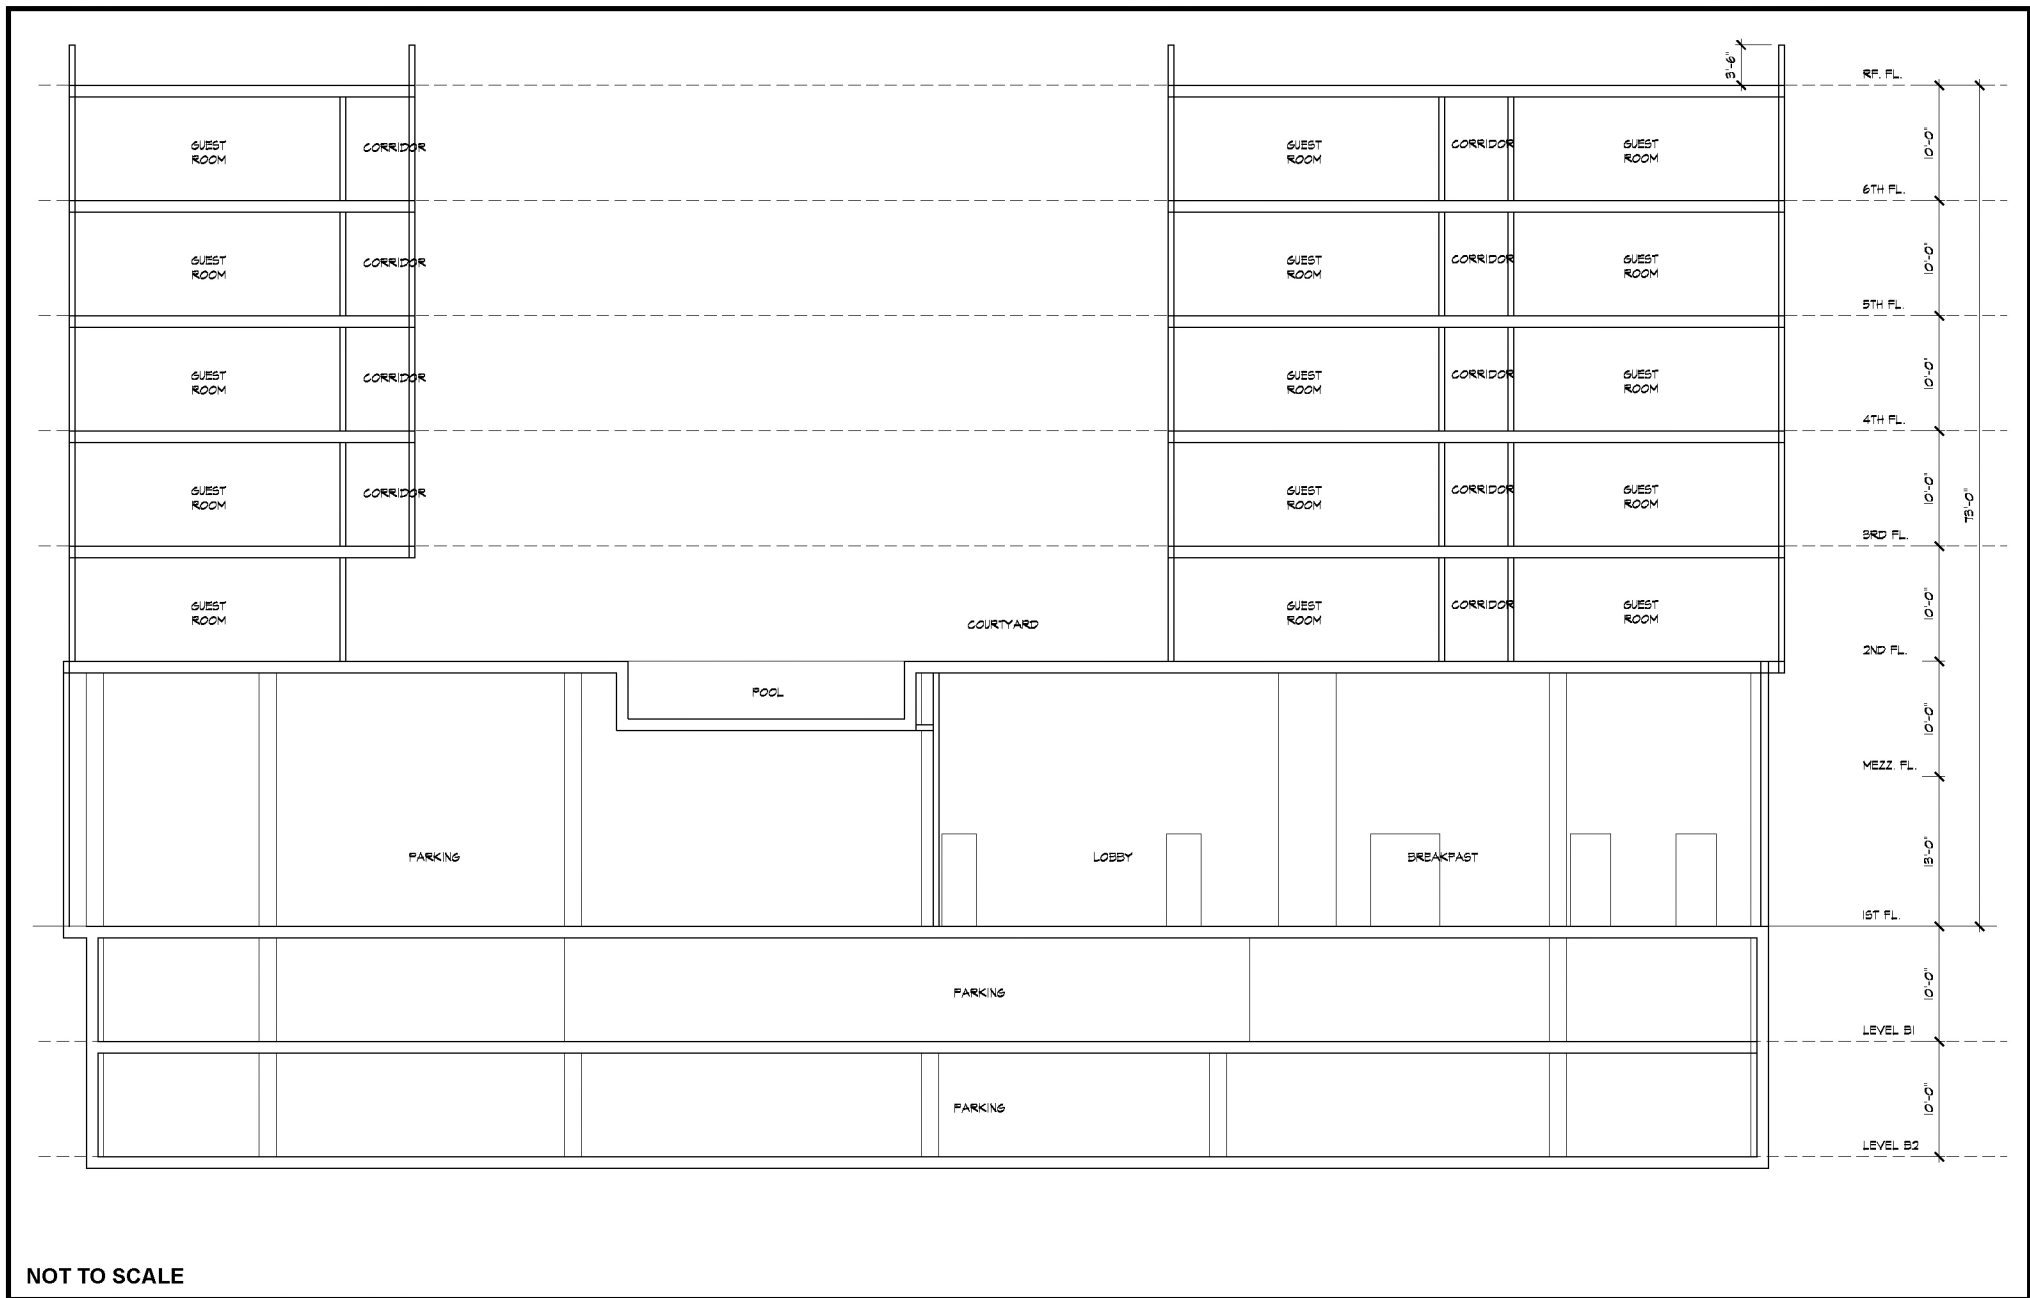 3'-6"
RF. FL.
GUEST
ROOM
CORRIDOR
GUEST
ROOM
CORRIDOR
GUEST
ROOM
10'-0"
6TH FL.
GUEST
ROOM
CORRIDOR
GUEST
ROOM
CORRIDOR
GUEST
ROOM
10'-0"
5TH FL.
GUEST
ROOM
CORRIDOR
GUEST
ROOM
CORRIDOR
GUEST
ROOM
10'-0"
4TH FL.
GUEST
ROOM
CORRIDOR
GUEST
ROOM
CORRIDOR
GUEST
ROOM
10'-0"
73'-0"
3RD FL.
GUEST
ROOM
COURTYARD
GUEST
ROOM
CORRIDOR
GUEST
ROOM
10'-0"
2ND FL.
POOL
10'-0"
MEZZ. FL.
PARKING
LOBBY
BREAKFAST
13'-0"
1ST FL.
PARKING
10'-0"
LEVEL B1
PARKING
10'-0"
LEVEL B2
NOT TO SCALE